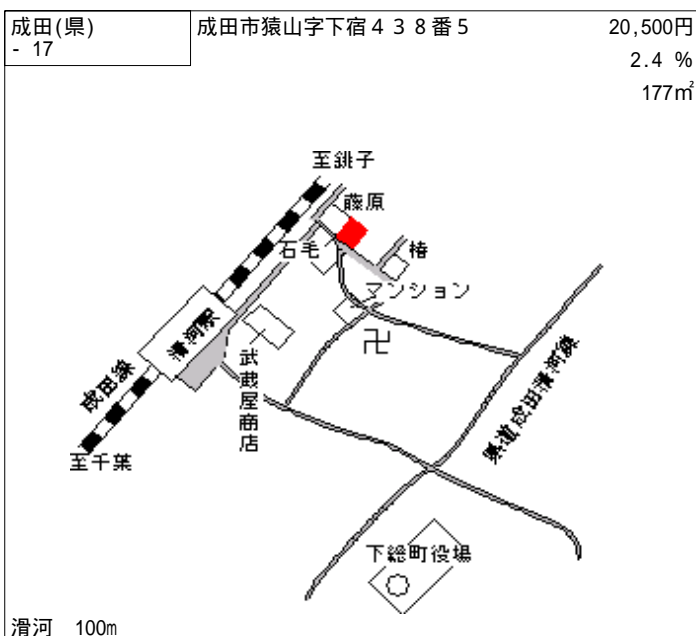 成田(県)
- 17
成田市猿山字下宿４３８番５
20,500円
2.4 %
177㎡
至銚子
藤原
石毛
椿
マンション
滑河駅
卍
武蔵屋商店
成田線
県道成田滑河線
至千葉
下総町役場
滑河　100m